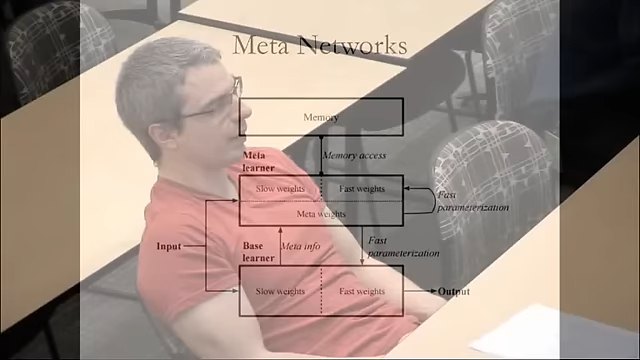 Meta Networks
Memory
Meta
learner
Memory access
Slow weights
Fast weights
Meta weights
Fast
parameterization
Input
Base
learner
Meta info
Fast
parameterization
Slow weights
Fast weights
Output